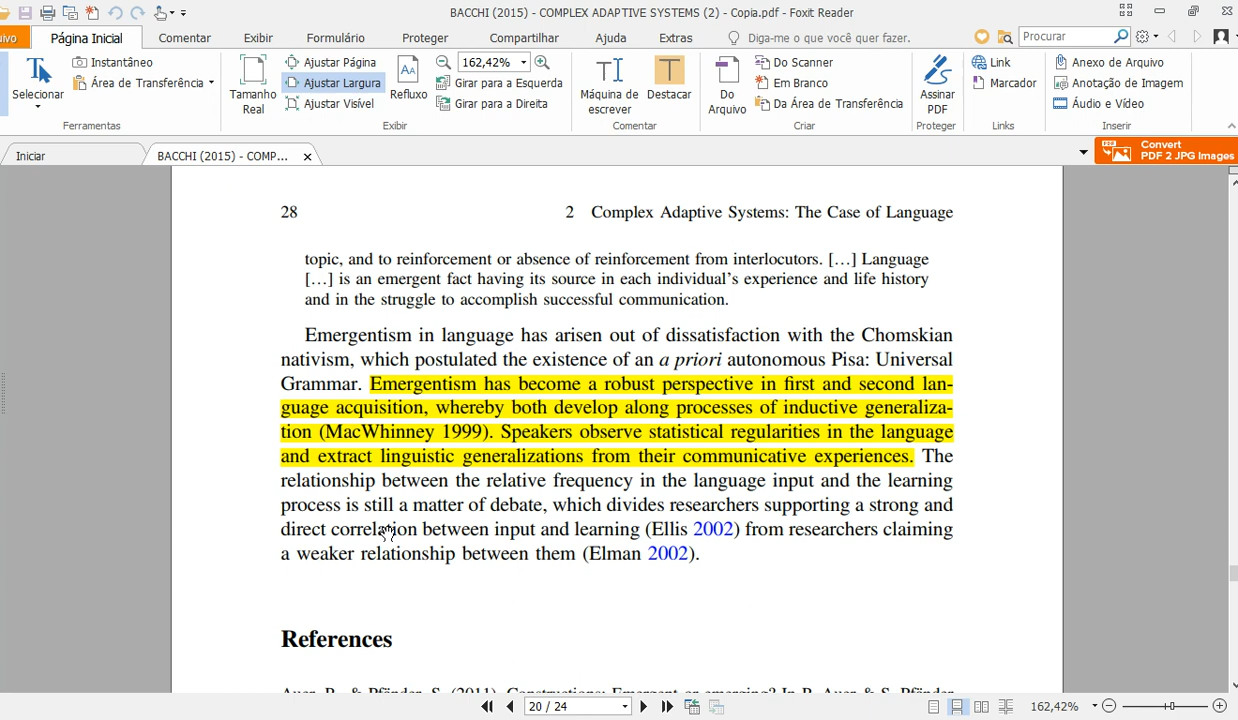 BACCHI (2015) - COMPLEX ADAPTIVE SYSTEMS (2) - Copia.pdf - Foxit Reader
ivo Página Inicial Comentar Exibir Formulário Proteger Compartilhar Ajuda Extras Diga-me o que você quer fazer. Procurar
Selecionar
Instantâneo
Área de Transferência
Ferramentas
Tamanho
Real
Ajustar Página
Ajustar Largura
Ajustar Visível
Refluxo
162,42%
Girar para a Esquerda
Girar para a Direita
Exibir
Máquina de
escrever
Destacar
Comentar
Do
Arquivo
Do Scanner
Em Branco
Da Área de Transferência
Criar
Assinar
PDF
Proteger
Link
Marcador
Links
Anexo de Arquivo
Anotação de Imagem
Áudio e Vídeo
Inserir
Iniciar
BACCHI (2015) - COMP...
Convert
PDF 2 JPG Images
28 2 Complex Adaptive Systems: The Case of Language
topic, and to reinforcement or absence of reinforcement from interlocutors. […] Language
[…] is an emergent fact having its source in each individual's experience and life history
and in the struggle to accomplish successful communication.
Emergentism in language has arisen out of dissatisfaction with the Chomskian
nativism, which postulated the existence of an a priori autonomous Pisa: Universal
Grammar. Emergentism has become a robust perspective in first and second lan-
guage acquisition, whereby both develop along processes of inductive generaliza-
tion (MacWhinney 1999). Speakers observe statistical regularities in the language
and extract linguistic generalizations from their communicative experiences. The
relationship between the relative frequency in the language input and the learning
process is still a matter of debate, which divides researchers supporting a strong and
direct correlation between input and learning (Ellis 2002) from researchers claiming
a weaker relationship between them (Elman 2002).
References
Auer, P., & Pfänder, S. (2011). Constructions: Emergent or emerging? In P. Auer & S. Pfänder
20 / 24
162,42%